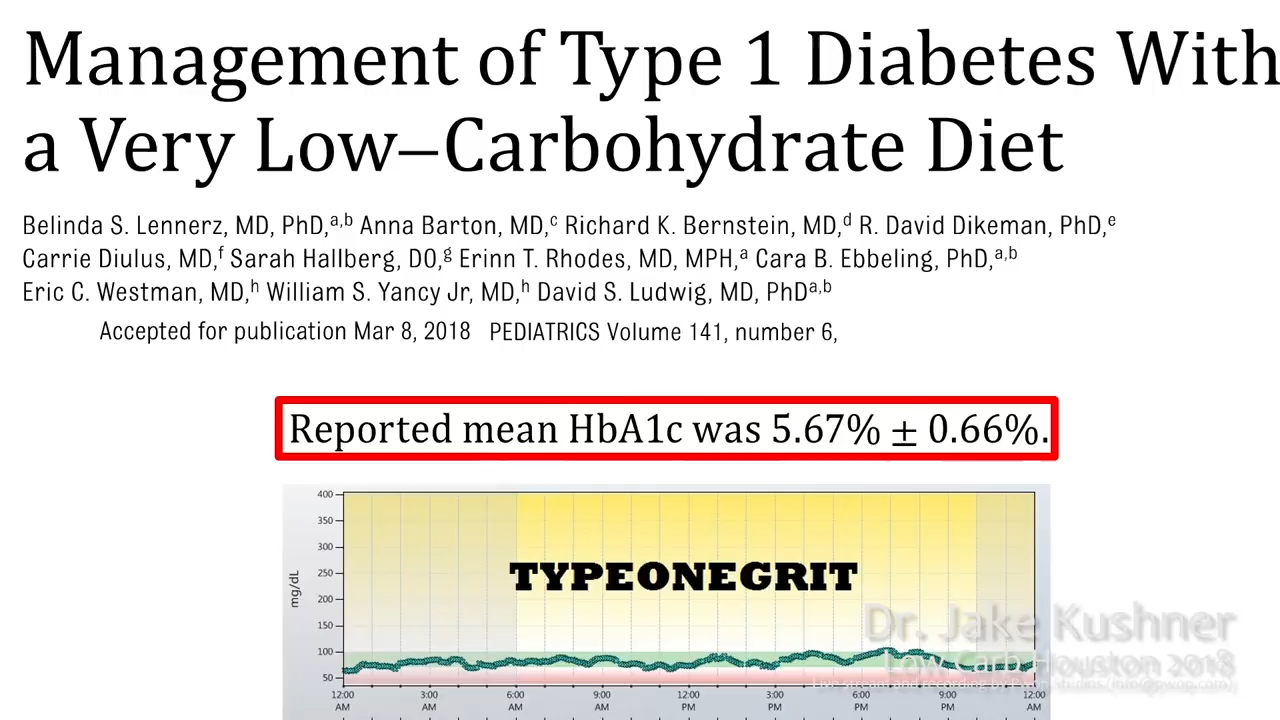 Management of Type 1 Diabetes With
a Very Low–Carbohydrate Diet
Belinda S. Lennerz, MD, PhD,a,b Anna Barton, MD,c Richard K. Bernstein, MD,d R. David Dikeman, PhD,e
Carrie Diulus, MD,f Sarah Hallberg, DO,g Erinn T. Rhodes, MD, MPH,a Cara B. Ebbeling, PhD,a,b
Eric C. Westman, MD,h William S. Yancy Jr, MD,h David S. Ludwig, MD, PhDa,b
Accepted for publication Mar 8, 2018 PEDIATRICS Volume 141, number 6,
Reported mean HbA1c was 5.67% ± 0.66%.
400
350
300
250
200
150
100
50
mg/dL
TYPEONEGRIT
Dr. Jake Kushner
Low Carb Houston 2018
Live stream and recording by
12:00 3:00 6:00 9:00 12:00 3:00 6:00 9:00 12:00
AM AM AM AM PM PM PM PM AM